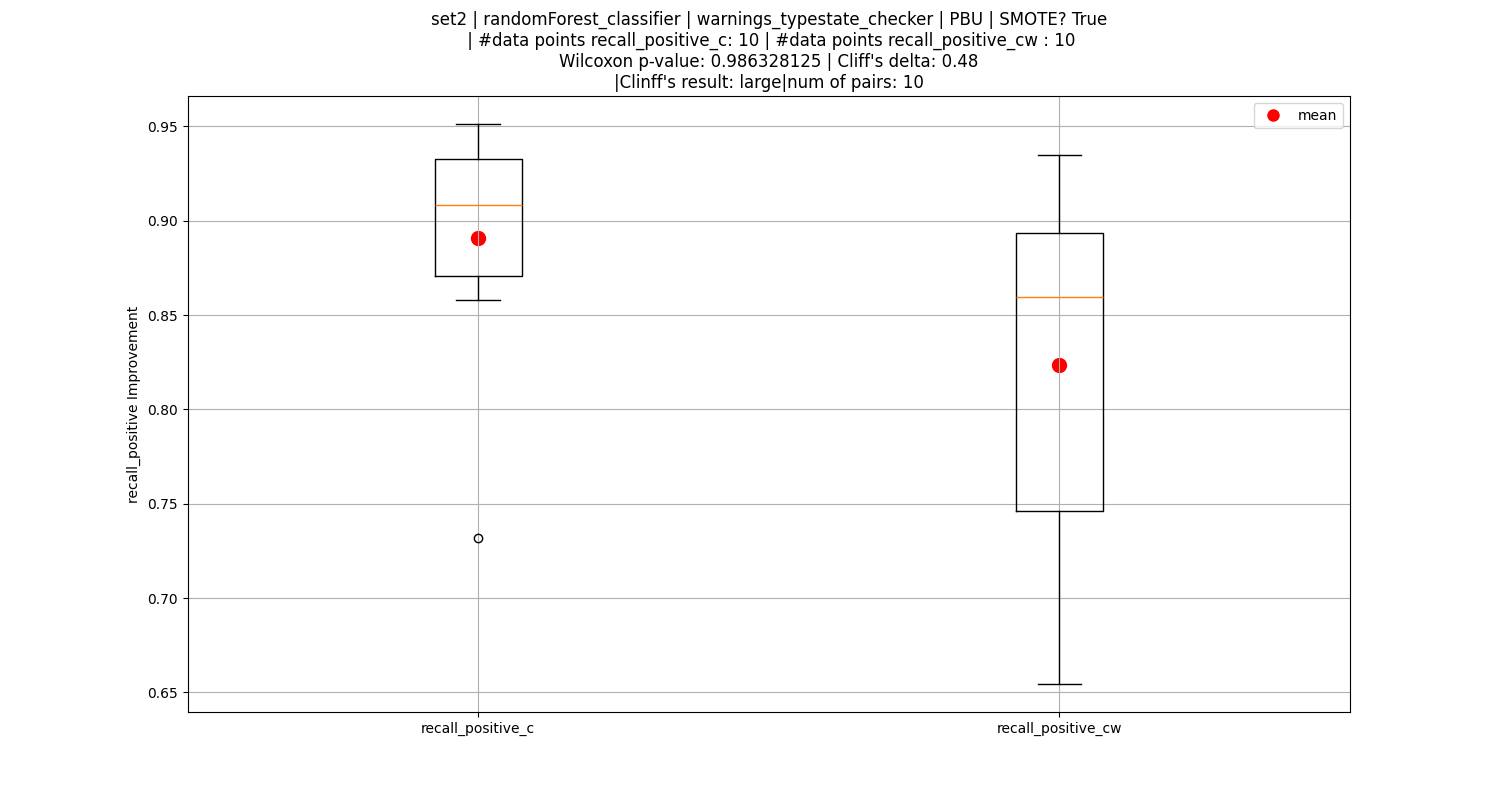 set2 | randomForest_classifier | warnings_typestate_checker | PBU | SMOTE? True
| #data points recall_positive_c: 10 | #data points recall_positive_cw : 10
Wilcoxon p-value: 0.986328125 | Cliff's delta: 0.48
|Clinff's result: large|num of pairs: 10
mean
0.95
0.90
0.85
0.80
0.75
0.70
0.65
recall_positive Improvement
recall_positive_c
recall_positive_cw